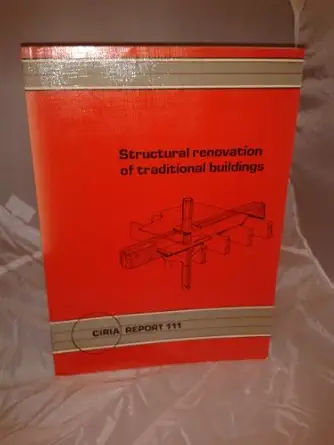 Structural renovation
of traditional buildings
CIRIA REPORT 111